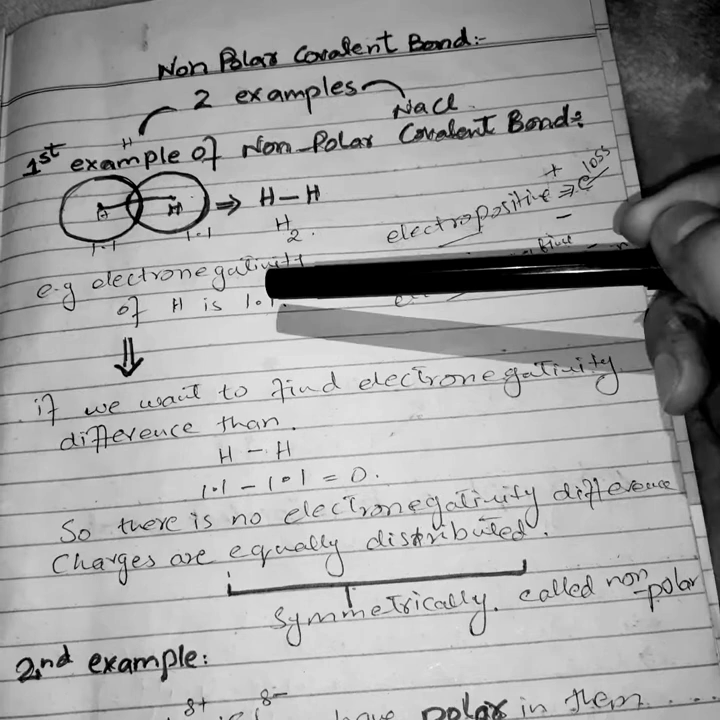 Non Polar Covalent Bond:-
2 examples
H NaCl.
1st example of Non-Polar Covalent Bond:
H H ⇒ H-H
1.1 1.1 H2.
electropositive + ⇒ e loss
e.g electronegativity
of H is 1.1.
⇓
if we want to find electronegativity
difference than.
H - H
1.1 - 1.1 = 0.
So there is no electronegativity difference
Charges are equally distributed.
Symmetrically. called non-polar
2nd example:
δ+ δ-
have polar in them....